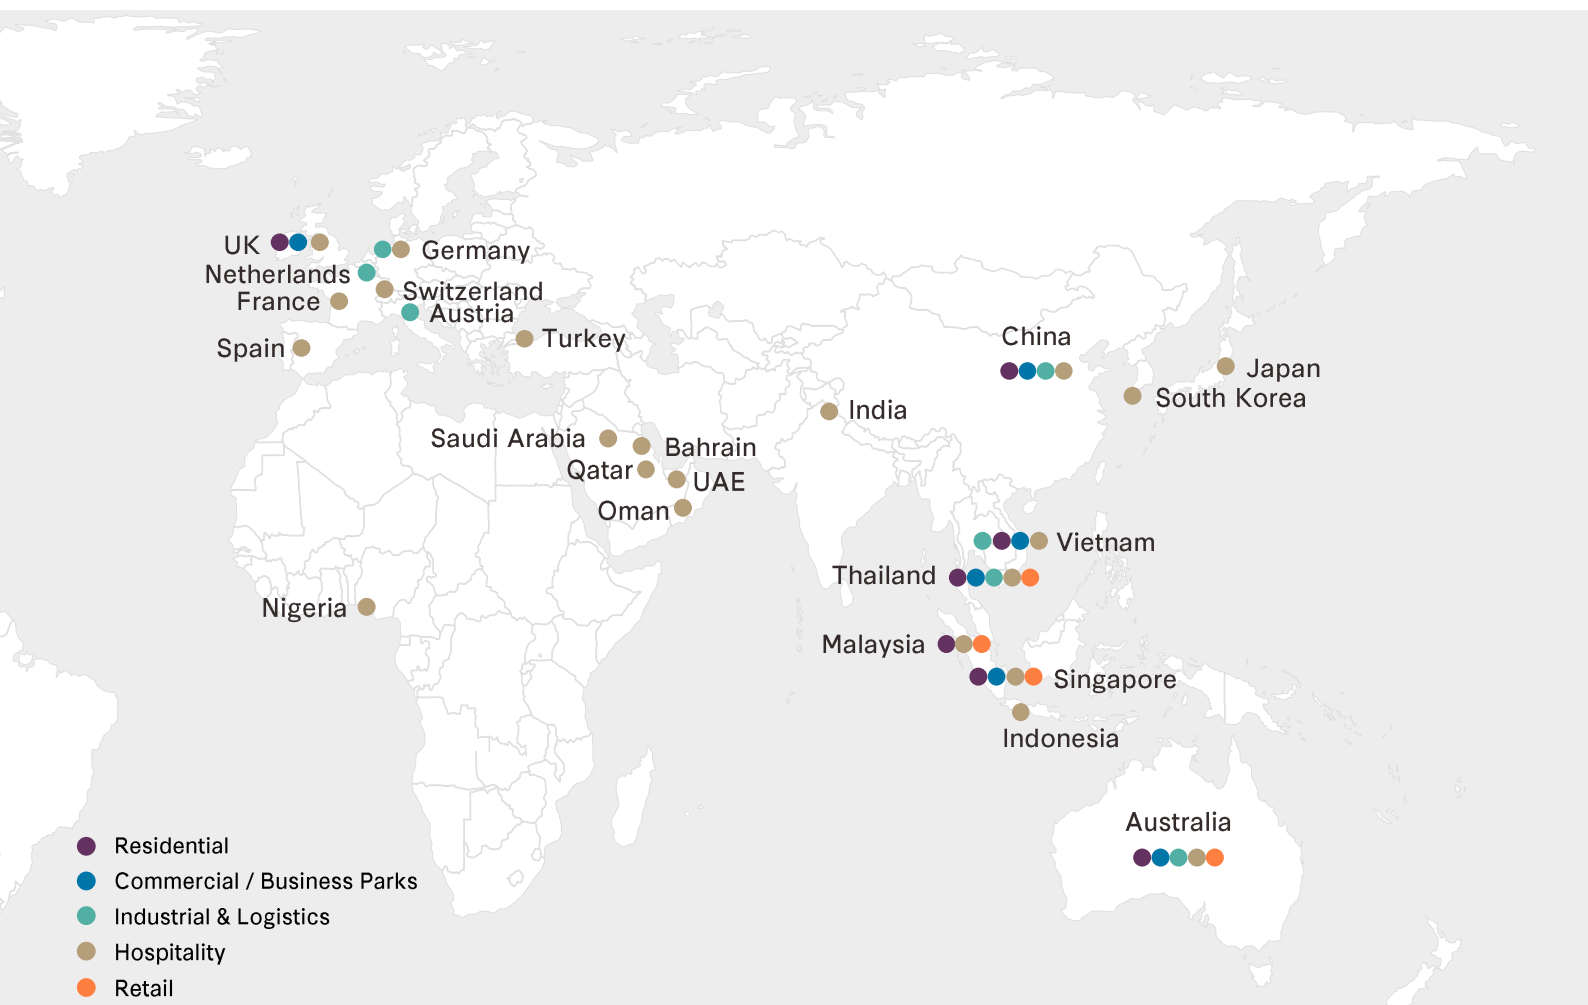 UK
Germany
Netherlands
Switzerland
France
Austria
Spain
Turkey
China
Japan
South Korea
India
Saudi Arabia
Bahrain
Qatar
UAE
Oman
Vietnam
Thailand
Nigeria
Malaysia
Singapore
Indonesia
Australia
Residential
Commercial / Business Parks
Industrial & Logistics
Hospitality
Retail